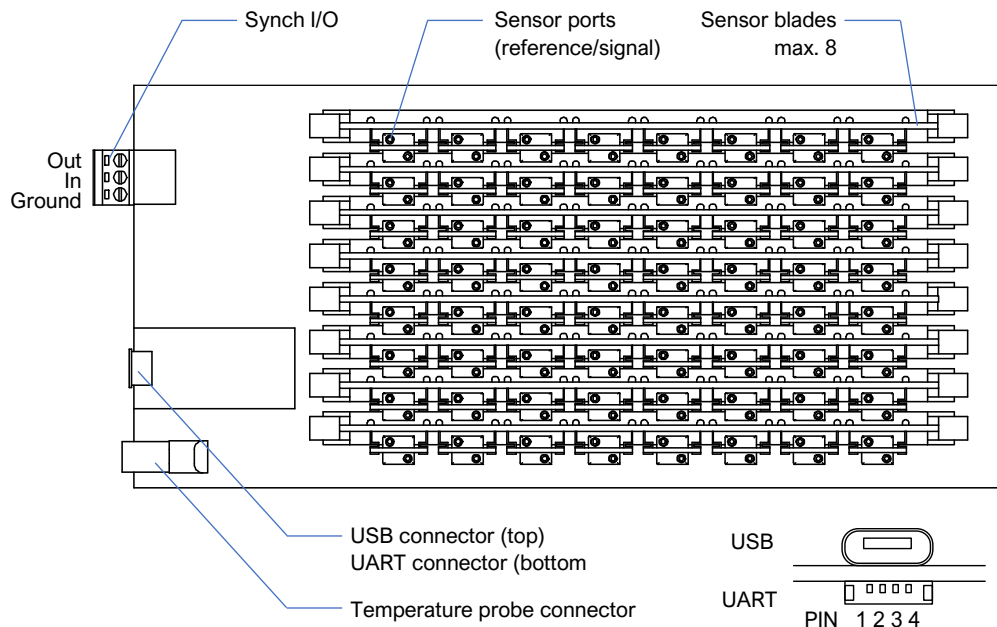 Synch I/O
Sensor ports
(reference/signal)
Sensor blades
max. 8
Out
In
Ground
USB connector (top)
UART connector (bottom
Temperature probe connector
USB
UART
PIN 1 2 3 4